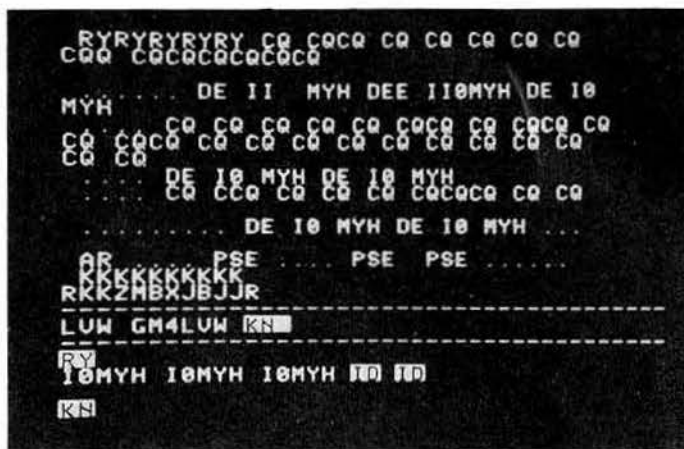 RYRYRYRYRY CQ CQCQ CQ CQ CQ CQ CQ
CQQ CQCQCQCQCQCQ
....... DE II MYH DEE II0MYH DE I0
MYH
..... CQ CQ CQ CQ CQ CQCQ CQ CQCQ CQ
CQ CQCQ CQ CQ CQ CQ CQ CQ CQ CQ CQ
CQ CQ
.... DE I0 MYH DE I0 MYH
.... CQ CCQ CQ CQ CQ CQCQCQ CQ CQ
.......... DE I0 MYH DE I0 MYH ...
AR......PSE .... PSE PSE ......
KKKKKKKKKK
RKKZMBXJBJJR
LVW GM4LVW KN
RY
I0MYH I0MYH I0MYH ID ID
KN